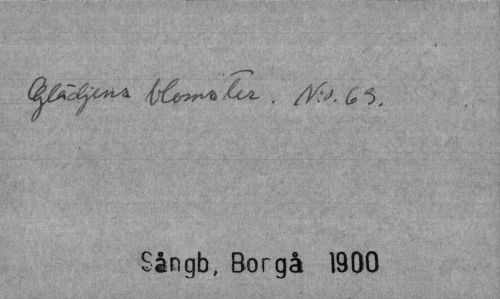 Glädjens blomster. N:o. 63.
Sångb, Borgå 1900